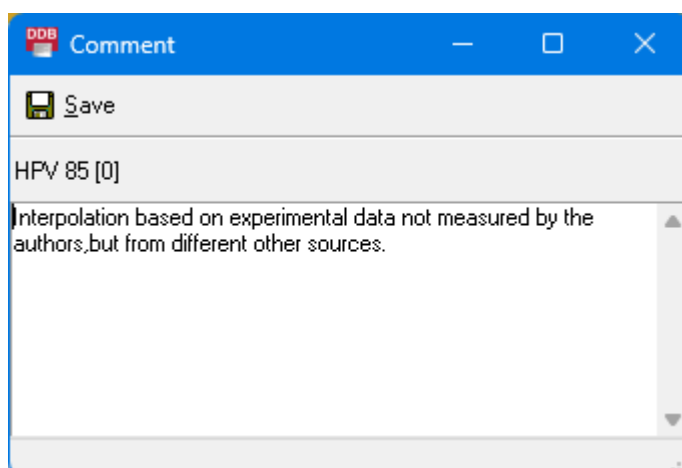 DDB
Comment
Save
HPV 85 [0]
Interpolation based on experimental data not measured by the
authors,but from different other sources.